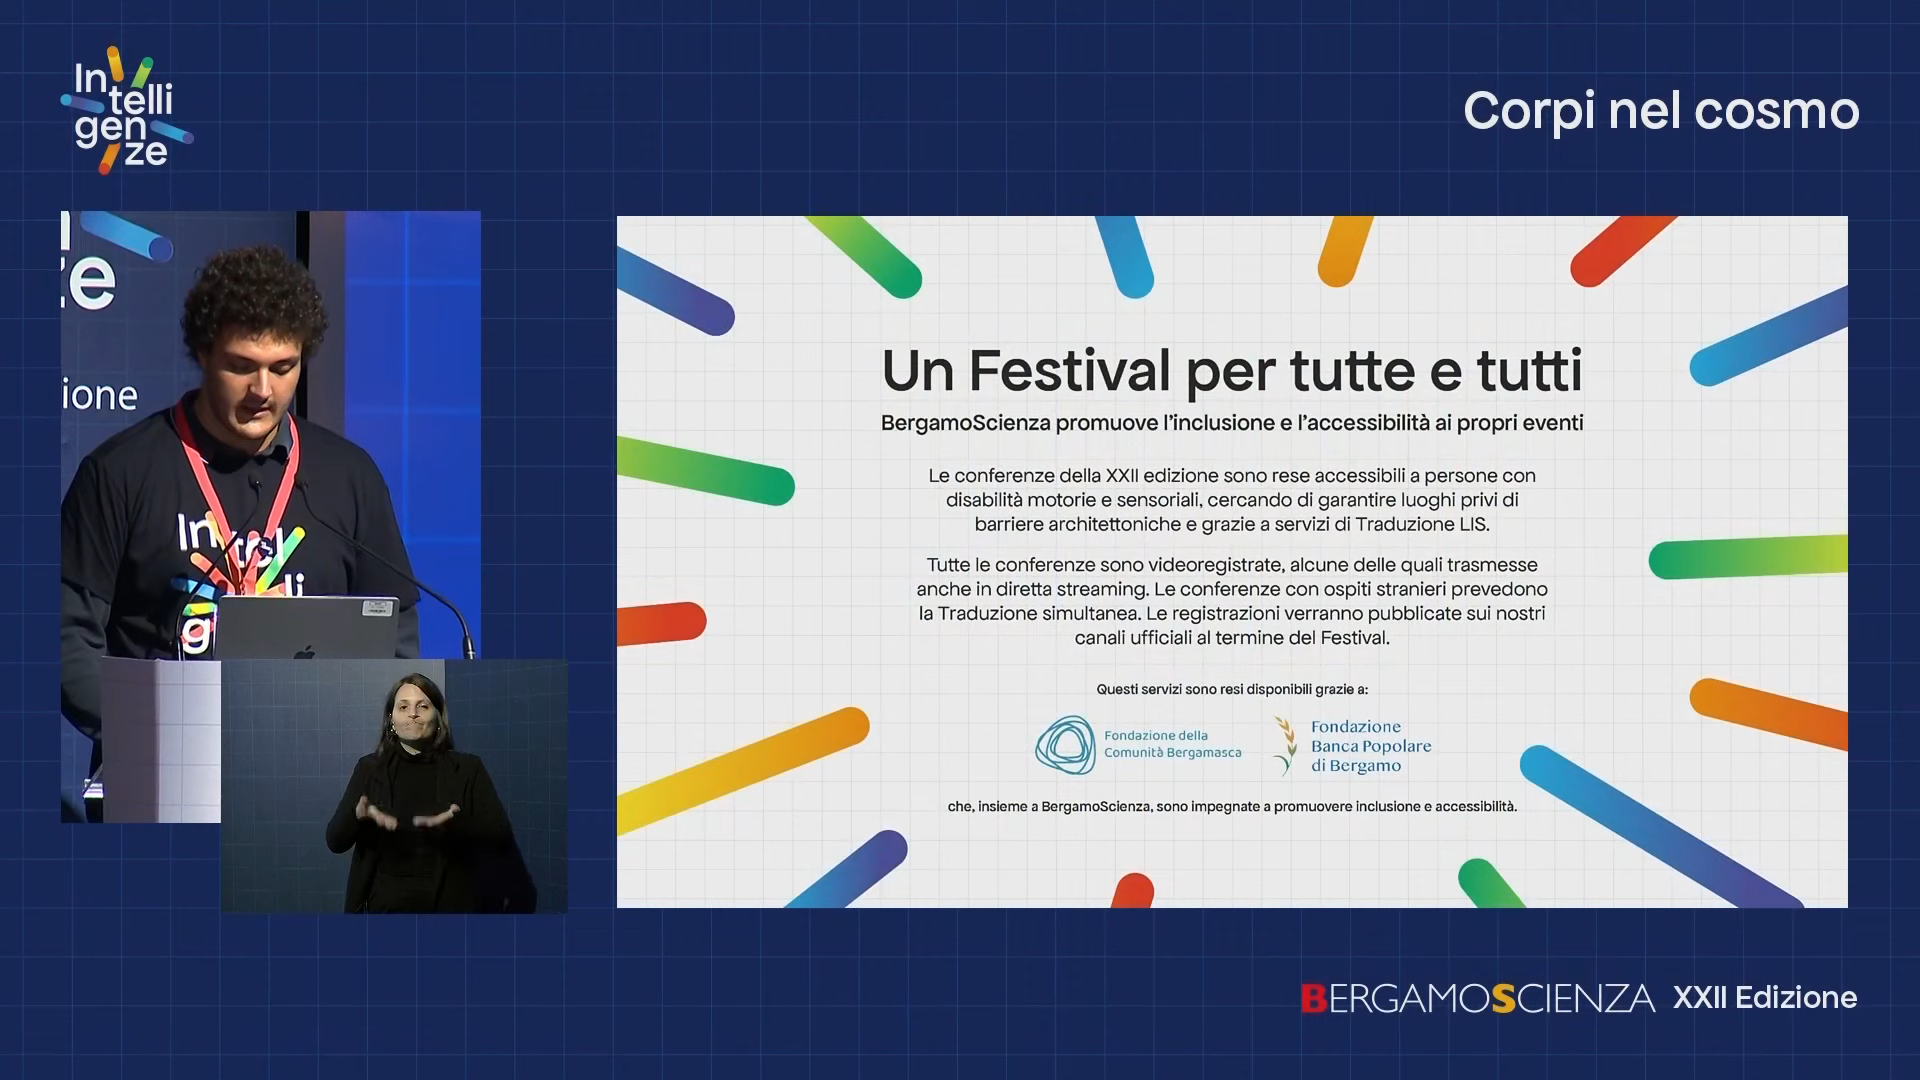 In
telli
gen
ze
Corpi nel cosmo
ze
ione
In
tel
li
g
Un Festival per tutte e tutti
BergamoScienza promuove l'inclusione e l'accessibilità ai propri eventi
Le conferenze della XXII edizione sono rese accessibili a persone con
disabilità motorie e sensoriali, cercando di garantire luoghi privi di
barriere architettoniche e grazie a servizi di Traduzione LIS.
Tutte le conferenze sono videoregistrate, alcune delle quali trasmesse
anche in diretta streaming. Le conferenze con ospiti stranieri prevedono
la Traduzione simultanea. Le registrazioni verranno pubblicate sui nostri
canali ufficiali al termine del Festival.
Questi servizi sono resi disponibili grazie a:
Fondazione della
Comunità Bergamasca
Fondazione
Banca Popolare
di Bergamo
che, insieme a BergamoScienza, sono impegnate a promuovere inclusione e accessibilità.
BERGAMOSCIENZA XXII Edizione